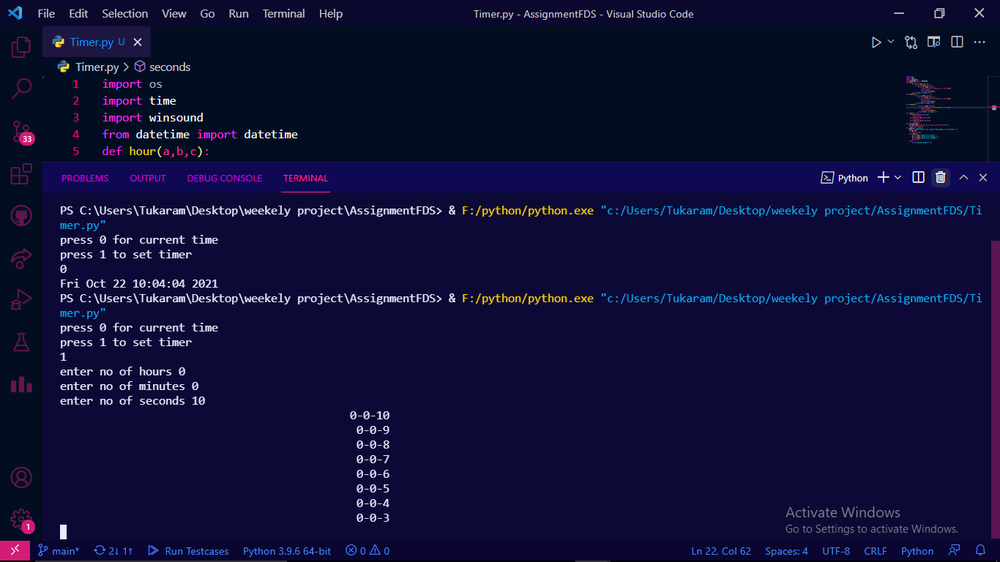 File Edit Selection View Go Run Terminal Help Timer.py - AssignmentFDS - Visual Studio Code
Timer.py U
Timer.py > seconds
1 import os
2 import time
3 import winsound
4 from datetime import datetime
5 def hour(a,b,c):
PROBLEMS OUTPUT DEBUG CONSOLE TERMINAL Python
PS C:\Users\Tukaram\Desktop\weekely project\AssignmentFDS> & F:/python/python.exe "c:/Users/Tukaram/Desktop/weekely project/AssignmentFDS/Ti
mer.py"
press 0 for current time
press 1 to set timer
0
Fri Oct 22 10:04:04 2021
PS C:\Users\Tukaram\Desktop\weekely project\AssignmentFDS> & F:/python/python.exe "c:/Users/Tukaram/Desktop/weekely project/AssignmentFDS/Ti
mer.py"
press 0 for current time
press 1 to set timer
1
enter no of hours 0
enter no of minutes 0
enter no of seconds 10
0-0-10
0-0-9
0-0-8
0-0-7
0-0-6
0-0-5
0-0-4
0-0-3
33
1
Activate Windows
Go to Settings to activate Windows.
main* 2↓ 1↑ Run Testcases Python 3.9.6 64-bit 0 0 Ln 22, Col 62 Spaces: 4 UTF-8 CRLF Python